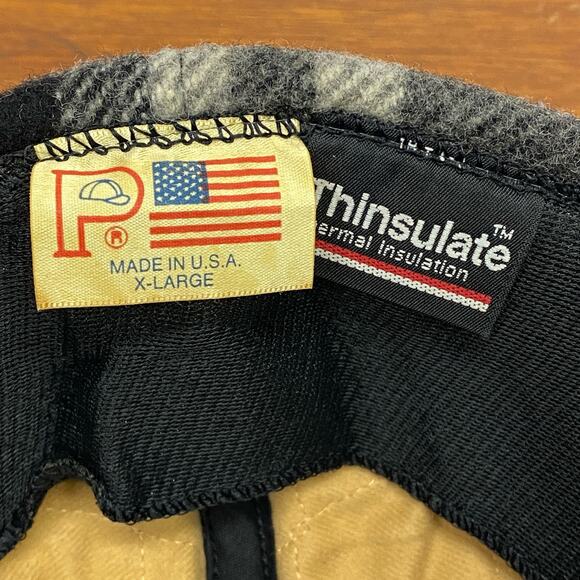 P®
MADE IN U.S.A.
X-LARGE
Thinsulate™
ermal Insulation